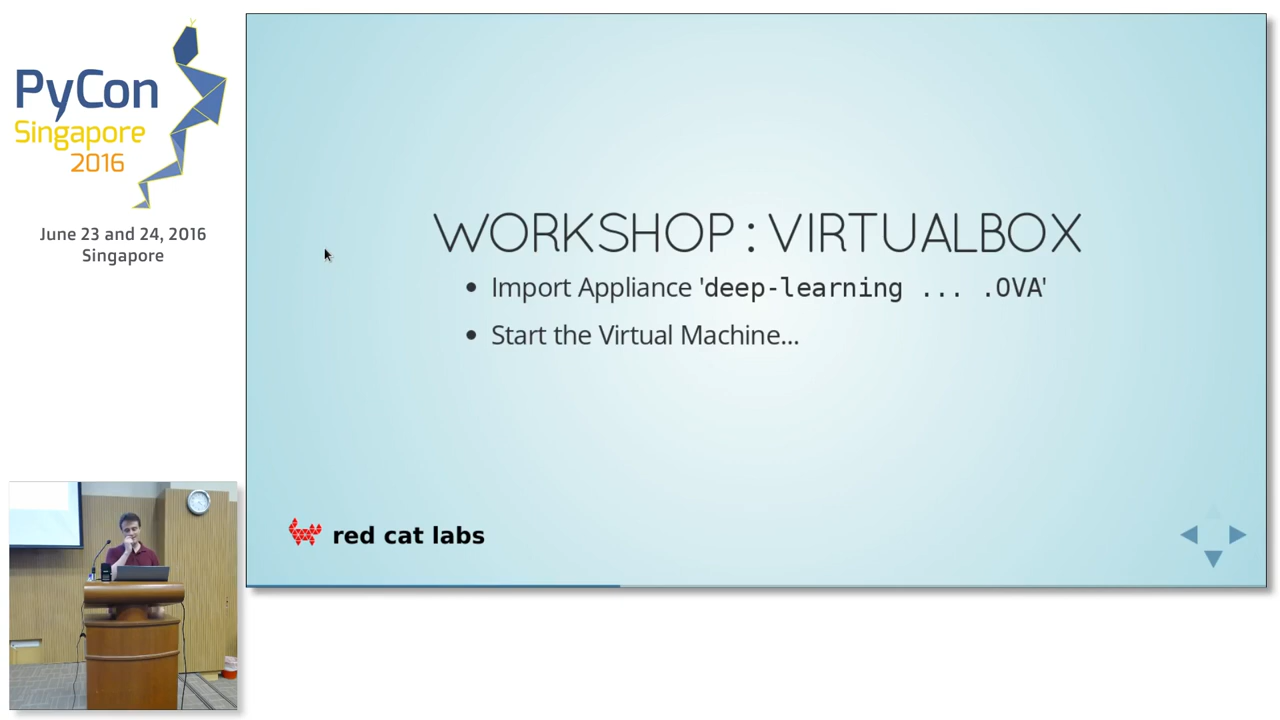 PyCon
Singapore
2016
June 23 and 24, 2016
Singapore
WORKSHOP : VIRTUALBOX
• Import Appliance 'deep-learning ... .OVA'
• Start the Virtual Machine...
red cat labs